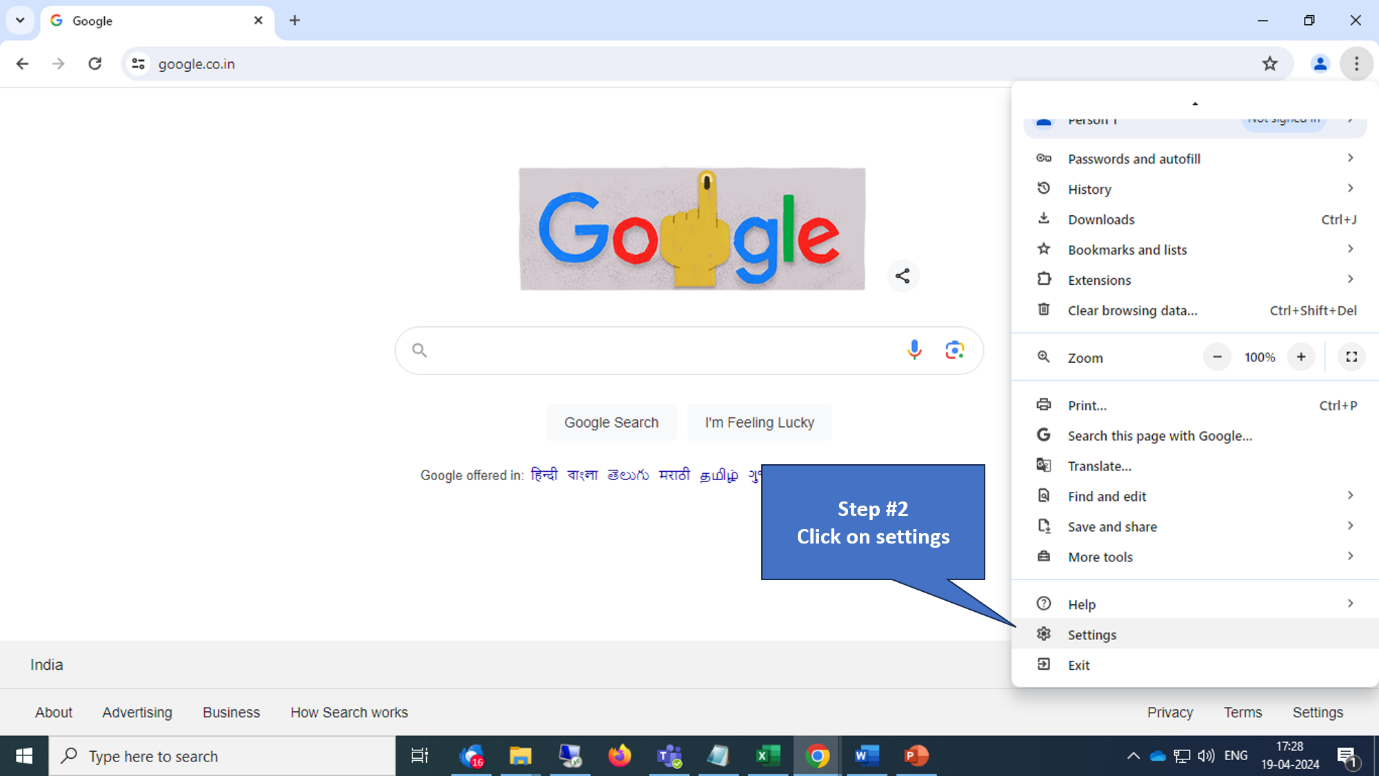 Google
google.co.in
Person 1 Not signed in
Passwords and autofill
History
Downloads Ctrl+J
Bookmarks and lists
Extensions
Clear browsing data... Ctrl+Shift+Del
Zoom − 100% +
Print... Ctrl+P
Search this page with Google...
Translate...
Find and edit
Save and share
More tools
Help
Settings
Exit
Google
Google Search I'm Feeling Lucky
Google offered in: हिन्दी বাংলা తెలుగు मराठी தமிழ்
Step #2
Click on settings
India
About Advertising Business How Search works Privacy Terms Settings
Type here to search
16
ENG
17:28
19-04-2024
1